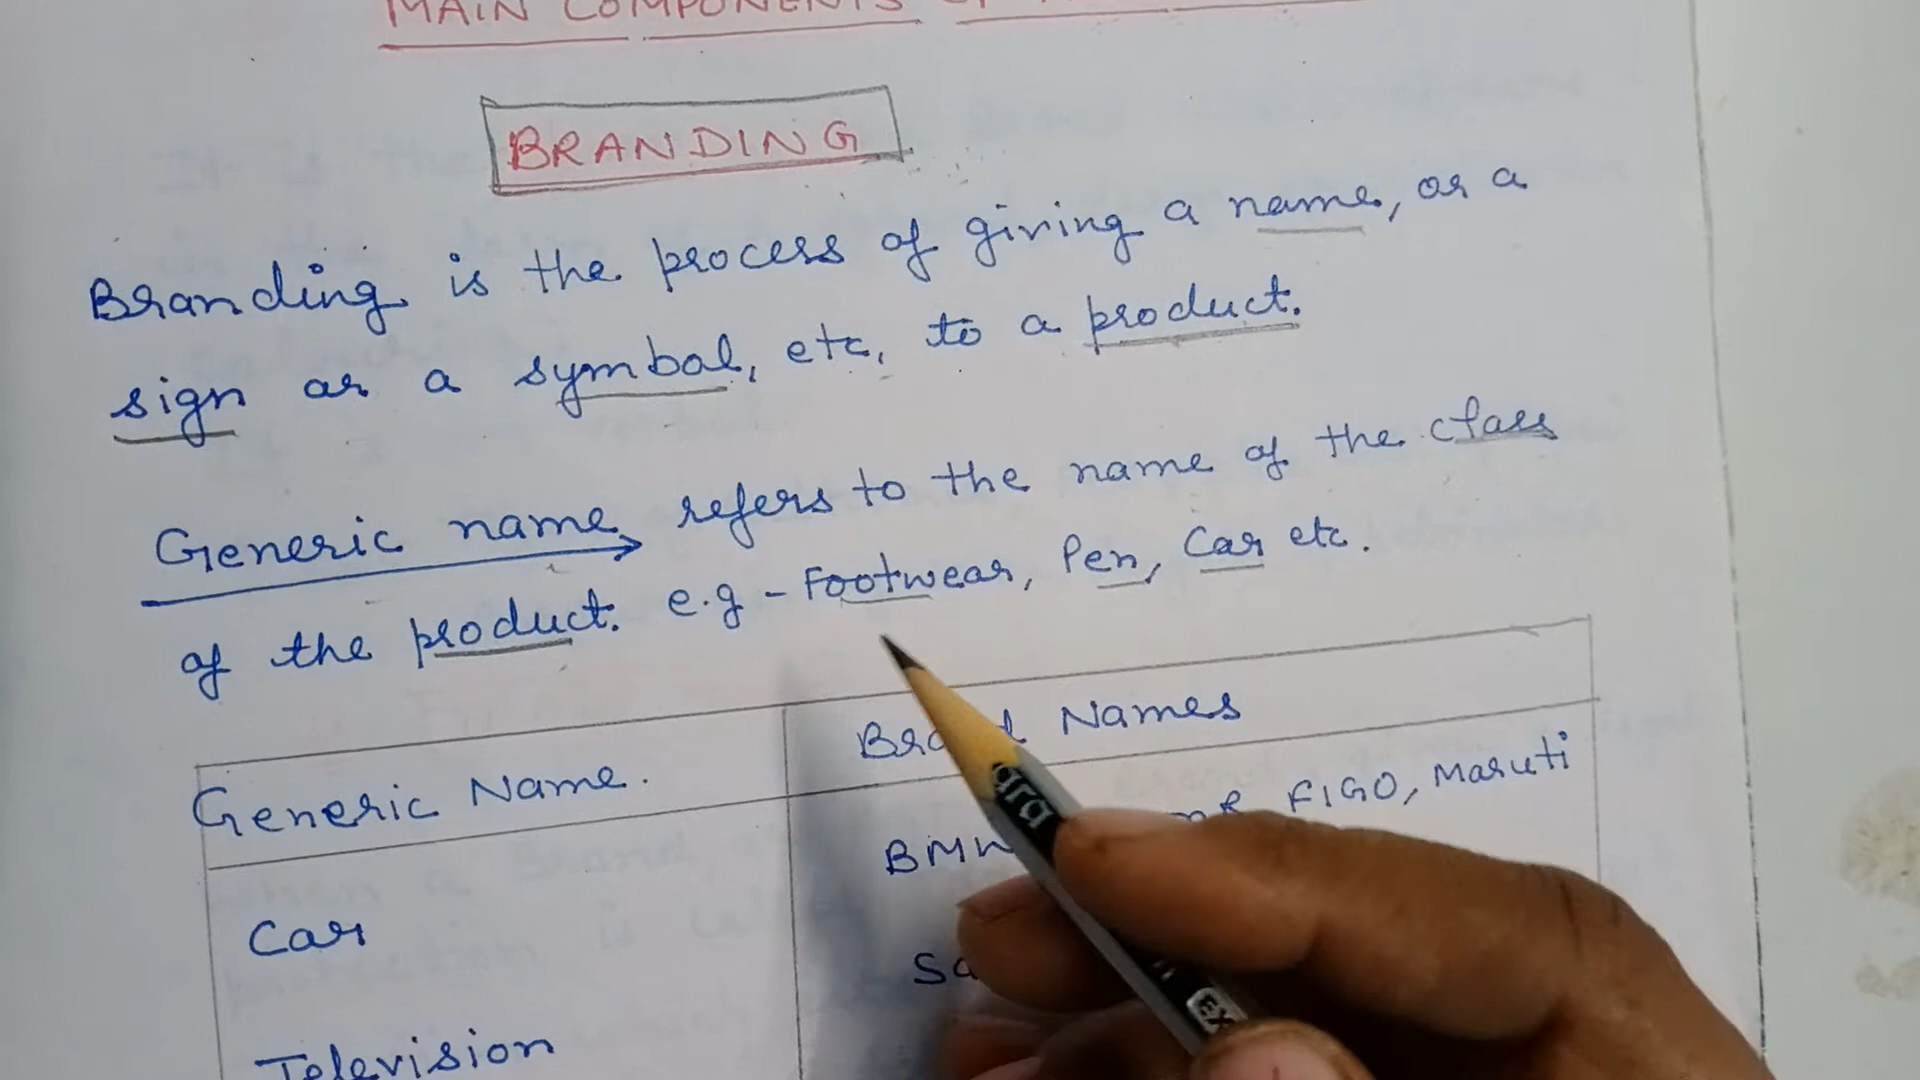 MAIN COMPONENTS
BRANDING
Branding is the process of giving a name, or a
sign or a symbol, etc, to a product.
Generic name refers to the name of the class
of the product. e.g - Footwear, Pen, Car etc.
Generic Name. Brand Names
Car BMW FIGO, Maruti
Television